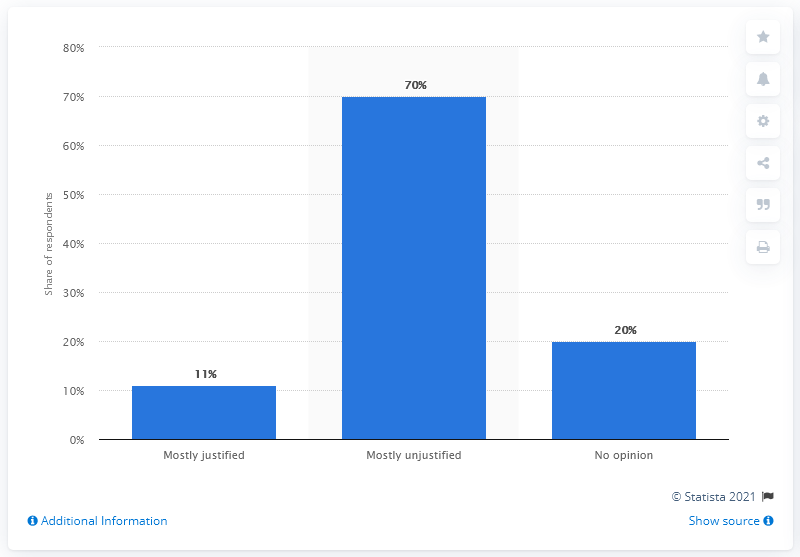 80%
70%
60%
50%
40%
30%
20%
10%
0%
Share of respondents
11%
70%
20%
Mostly justified
Mostly unjustified
No opinion
© Statista 2021
Additional Information
Show source